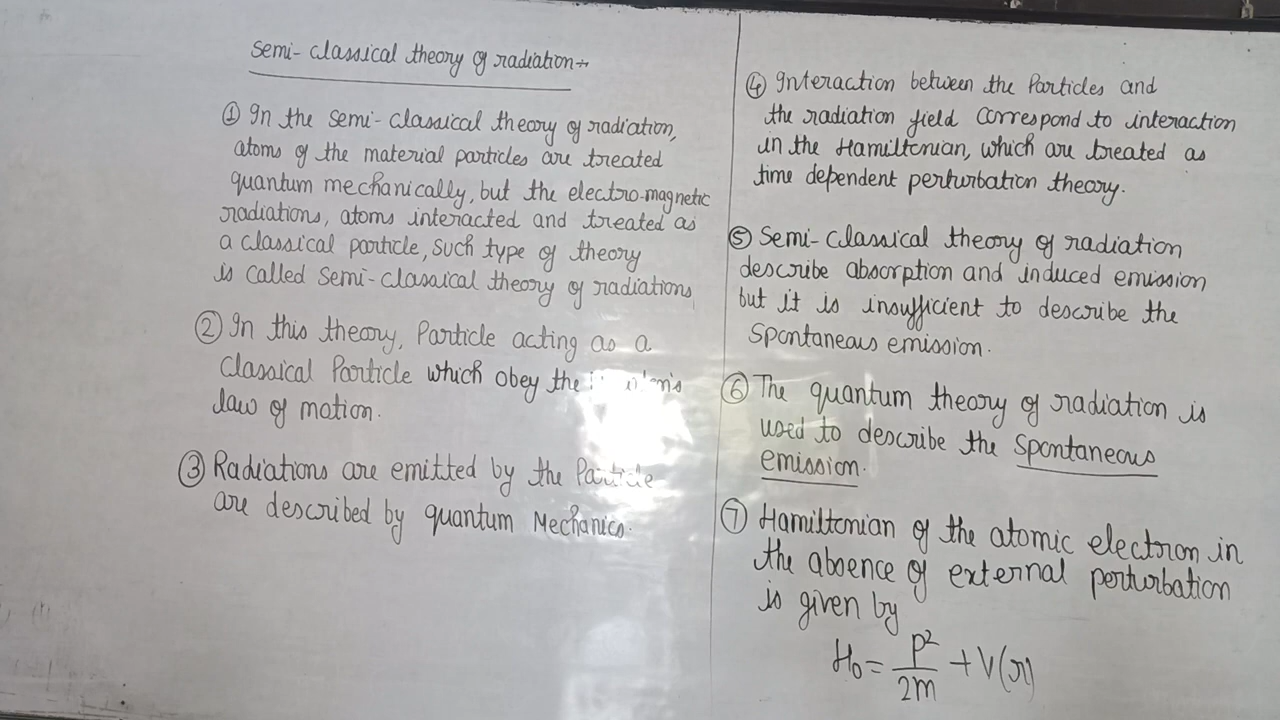 Semi-classical theory of radiation→
① In the semi-classical theory of radiation,
atoms of the material particles are treated
quantum mechanically, but the electro-magnetic
radiations, atoms interacted and treated as
a classical particle, such type of theory
is called semi-classical theory of radiations
② In this theory, Particle acting as a
Classical Particle which obey the
law of motion.
③ Radiations are emitted by the Particle
are described by quantum Mechanics.
④ Interaction between the Particles and
the radiation field correspond to interaction
in the Hamiltonian, which are treated as
time dependent perturbation theory.
⑤ Semi-classical theory of radiation
describe absorption and induced emission
but it is insufficient to describe the
spontaneous emission.
⑥ The quantum theory of radiation is
used to describe the spontaneous
emission.
⑦ Hamiltonian of the atomic electron in
the absence of external perturbation
is given by
H₀ = P²/2m + V(r)